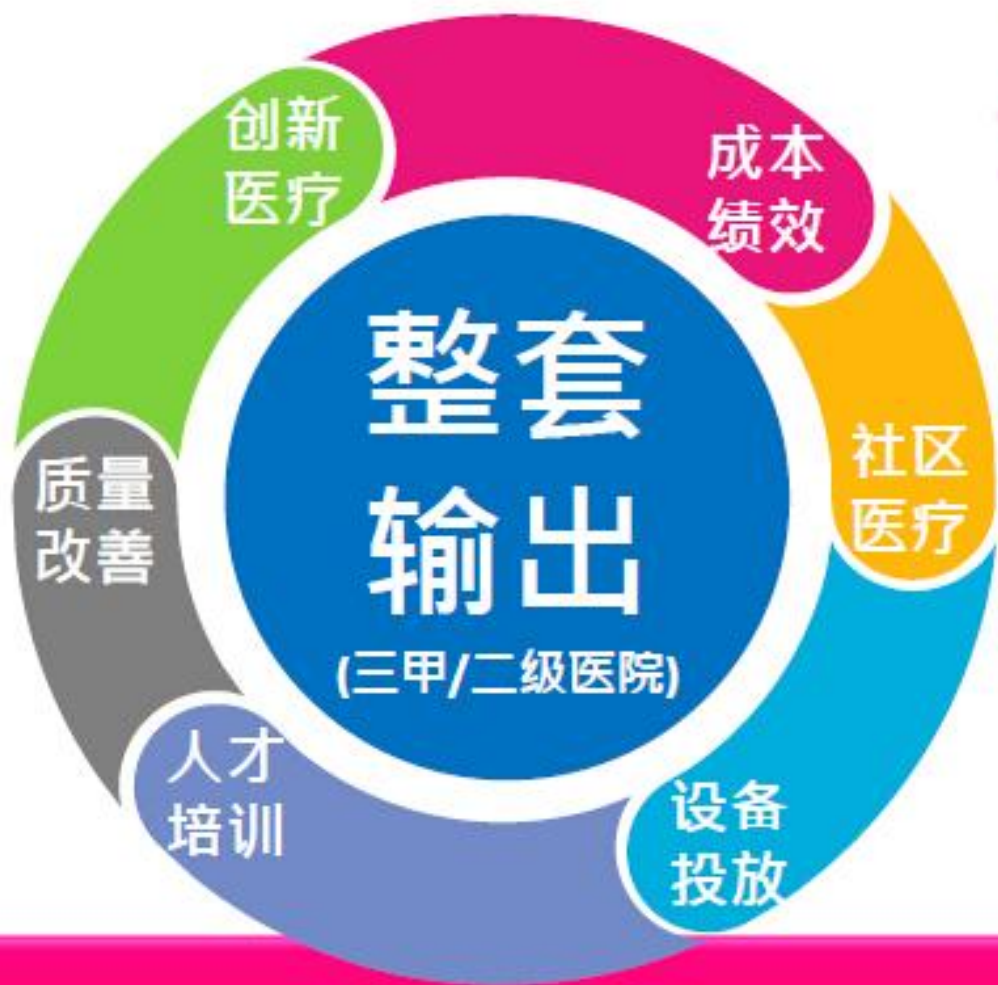 创新
医疗
成本
绩效
整套
输出
(三甲/二级医院)
社区
医疗
设备
投放
人才
培训
质量
改善